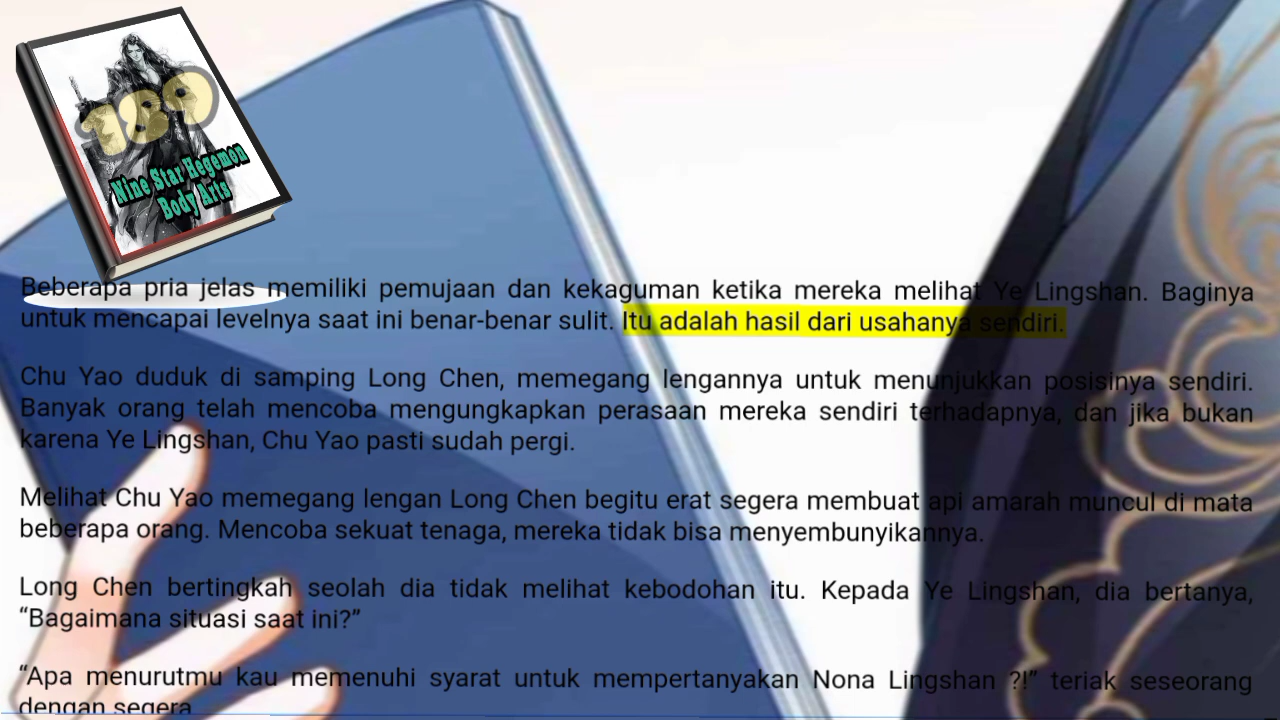 189
Nine Star Hegemon
Body Arts
Beberapa pria jelas memiliki pemujaan dan kekaguman ketika mereka melihat Ye Lingshan. Baginya
untuk mencapai levelnya saat ini benar-benar sulit. Itu adalah hasil dari usahanya sendiri.
Chu Yao duduk di samping Long Chen, memegang lengannya untuk menunjukkan posisinya sendiri.
Banyak orang telah mencoba mengungkapkan perasaan mereka sendiri terhadapnya, dan jika bukan
karena Ye Lingshan, Chu Yao pasti sudah pergi.
Melihat Chu Yao memegang lengan Long Chen begitu erat segera membuat api amarah muncul di mata
beberapa orang. Mencoba sekuat tenaga, mereka tidak bisa menyembunyikannya.
Long Chen bertingkah seolah dia tidak melihat kebodohan itu. Kepada Ye Lingshan, dia bertanya,
“Bagaimana situasi saat ini?”
“Apa menurutmu kau memenuhi syarat untuk mempertanyakan Nona Lingshan ?!” teriak seseorang
dengan segera